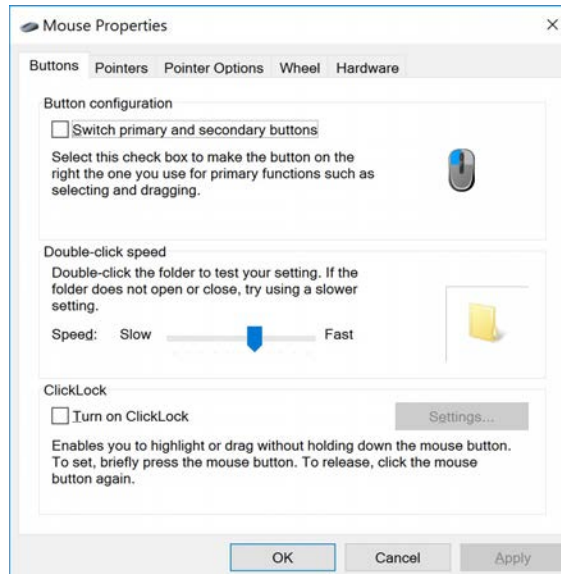 Mouse Properties
Buttons Pointers Pointer Options Wheel Hardware
Button configuration
Switch primary and secondary buttons
Select this check box to make the button on the
right the one you use for primary functions such as
selecting and dragging.
Double-click speed
Double-click the folder to test your setting. If the
folder does not open or close, try using a slower
setting.
Speed: Slow Fast
ClickLock
Turn on ClickLock Settings...
Enables you to highlight or drag without holding down the mouse button.
To set, briefly press the mouse button. To release, click the mouse
button again.
OK Cancel Apply